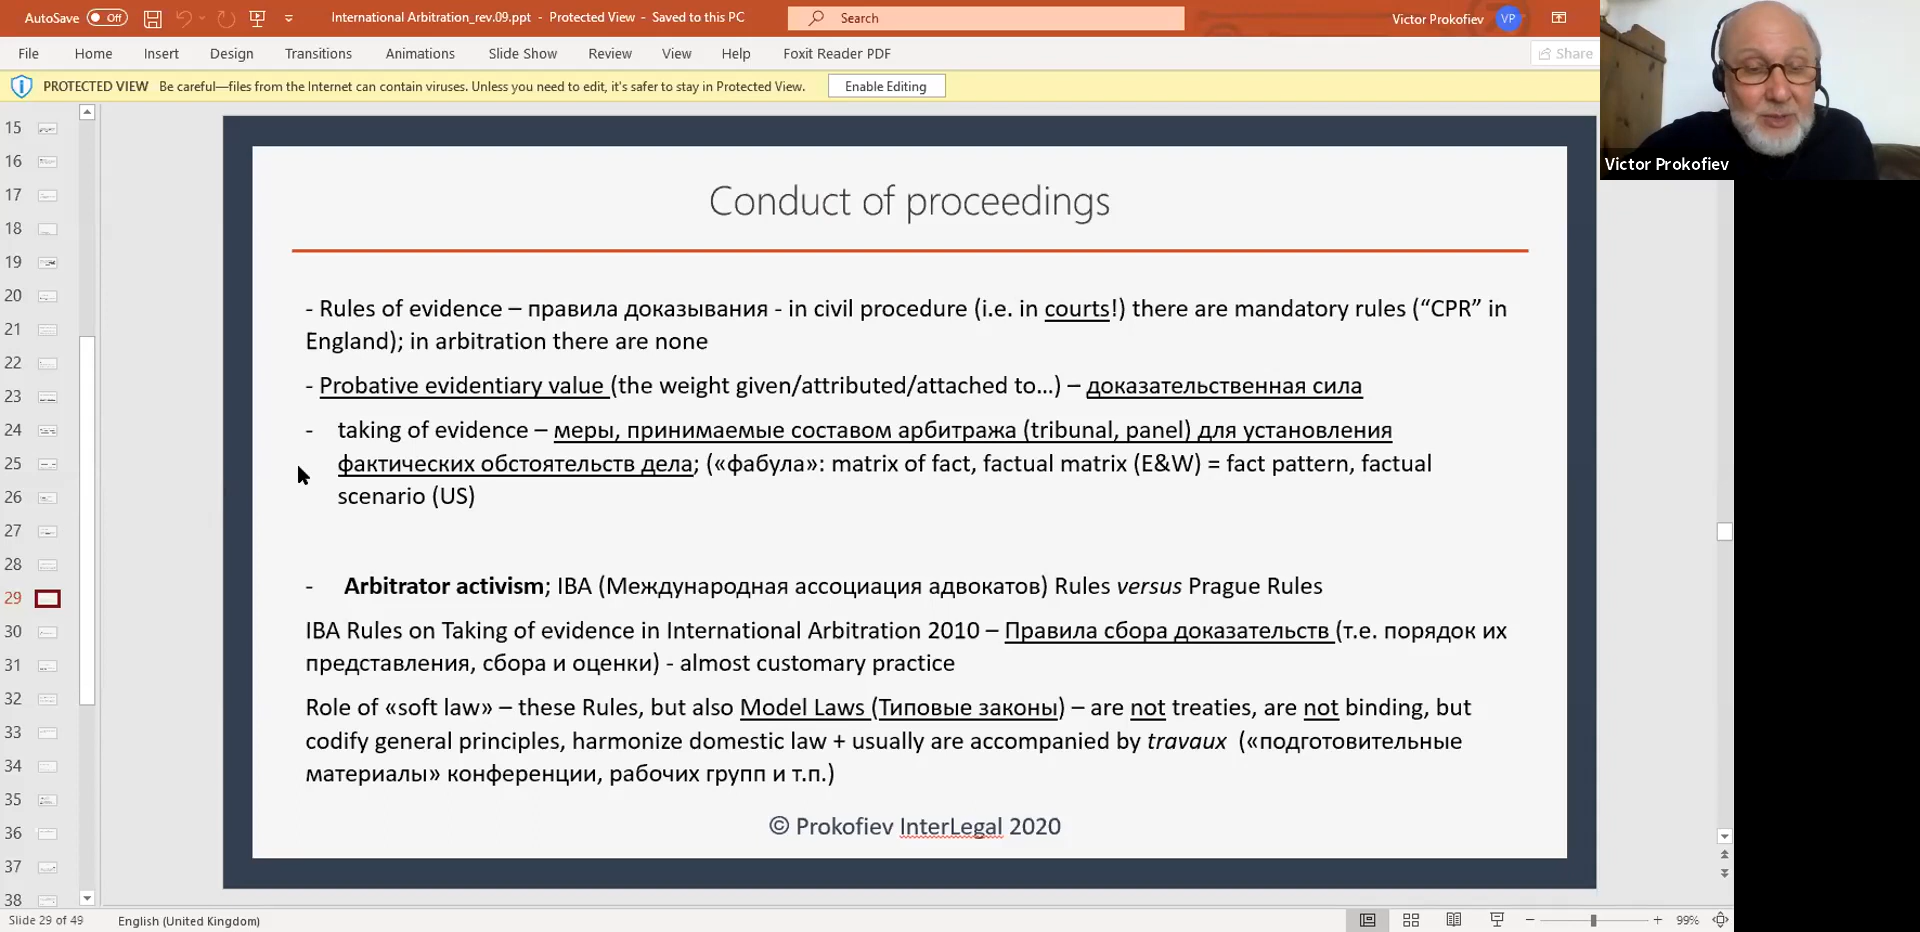 AutoSave Off International Arbitration_rev.09.ppt - Protected View - Saved to this PC Search Victor Prokofiev VP
File Home Insert Design Transitions Animations Slide Show Review View Help Foxit Reader PDF Share
PROTECTED VIEW Be careful—files from the Internet can contain viruses. Unless you need to edit, it's safer to stay in Protected View. Enable Editing
Victor Prokofiev
15
16
17
18
19
20
21
22
23
24
25
26
27
28
29
30
31
32
33
34
35
36
37
38
Conduct of proceedings
- Rules of evidence – правила доказывания - in civil procedure (i.e. in courts!) there are mandatory rules (“CPR” in
England); in arbitration there are none
- Probative evidentiary value (the weight given/attributed/attached to…) – доказательственная сила
- taking of evidence – меры, принимаемые составом арбитража (tribunal, panel) для установления
фактических обстоятельств дела; («фабула»: matrix of fact, factual matrix (E&W) = fact pattern, factual
scenario (US)
- Arbitrator activism; IBA (Международная ассоциация адвокатов) Rules versus Prague Rules
IBA Rules on Taking of evidence in International Arbitration 2010 – Правила сбора доказательств (т.е. порядок их
представления, сбора и оценки) - almost customary practice
Role of «soft law» – these Rules, but also Model Laws (Типовые законы) – are not treaties, are not binding, but
codify general principles, harmonize domestic law + usually are accompanied by travaux («подготовительные
материалы» конференции, рабочих групп и т.п.)
© Prokofiev InterLegal 2020
Slide 29 of 49 English (United Kingdom) 99%